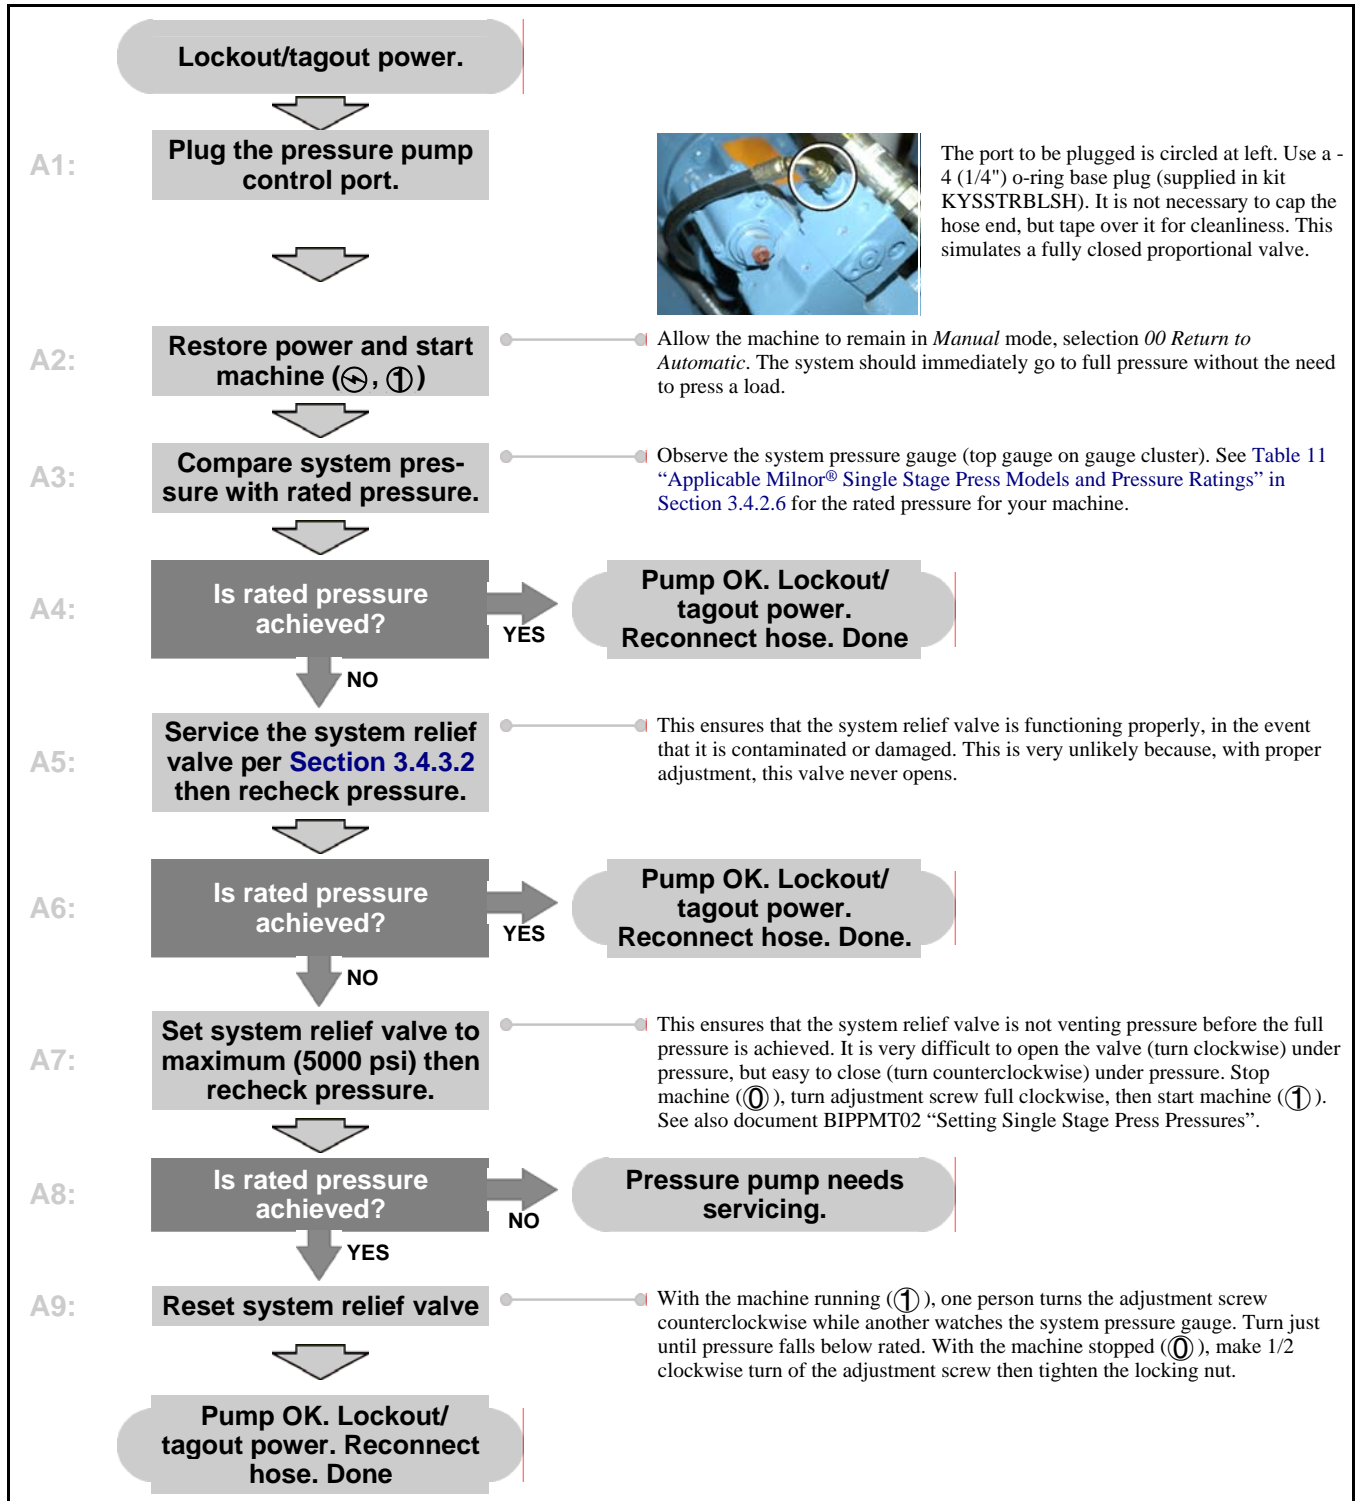 Lockout/tagout power.
A1:
Plug the pressure pump
control port.
The port to be plugged is circled at left. Use a -
4 (1/4") o-ring base plug (supplied in kit
KYSSTRBLSH). It is not necessary to cap the
hose end, but tape over it for cleanliness. This
simulates a fully closed proportional valve.
A2:
Restore power and start
machine (, ①)
Allow the machine to remain in Manual mode, selection 00 Return to
Automatic. The system should immediately go to full pressure without the need
to press a load.
A3:
Compare system pres-
sure with rated pressure.
Observe the system pressure gauge (top gauge on gauge cluster). See Table 11
“Applicable Milnor® Single Stage Press Models and Pressure Ratings” in
Section 3.4.2.6 for the rated pressure for your machine.
A4:
Is rated pressure
achieved?
YES
Pump OK. Lockout/
tagout power.
Reconnect hose. Done
NO
A5:
Service the system relief
valve per Section 3.4.3.2
then recheck pressure.
This ensures that the system relief valve is functioning properly, in the event
that it is contaminated or damaged. This is very unlikely because, with proper
adjustment, this valve never opens.
A6:
Is rated pressure
achieved?
YES
Pump OK. Lockout/
tagout power.
Reconnect hose. Done.
NO
A7:
Set system relief valve to
maximum (5000 psi) then
recheck pressure.
This ensures that the system relief valve is not venting pressure before the full
pressure is achieved. It is very difficult to open the valve (turn clockwise) under
pressure, but easy to close (turn counterclockwise) under pressure. Stop
machine (⓪), turn adjustment screw full clockwise, then start machine (①).
See also document BIPPMT02 “Setting Single Stage Press Pressures”.
A8:
Is rated pressure
achieved?
NO
Pressure pump needs
servicing.
YES
A9:
Reset system relief valve
With the machine running (①), one person turns the adjustment screw
counterclockwise while another watches the system pressure gauge. Turn just
until pressure falls below rated. With the machine stopped (⓪), make 1/2
clockwise turn of the adjustment screw then tighten the locking nut.
Pump OK. Lockout/
tagout power. Reconnect
hose. Done